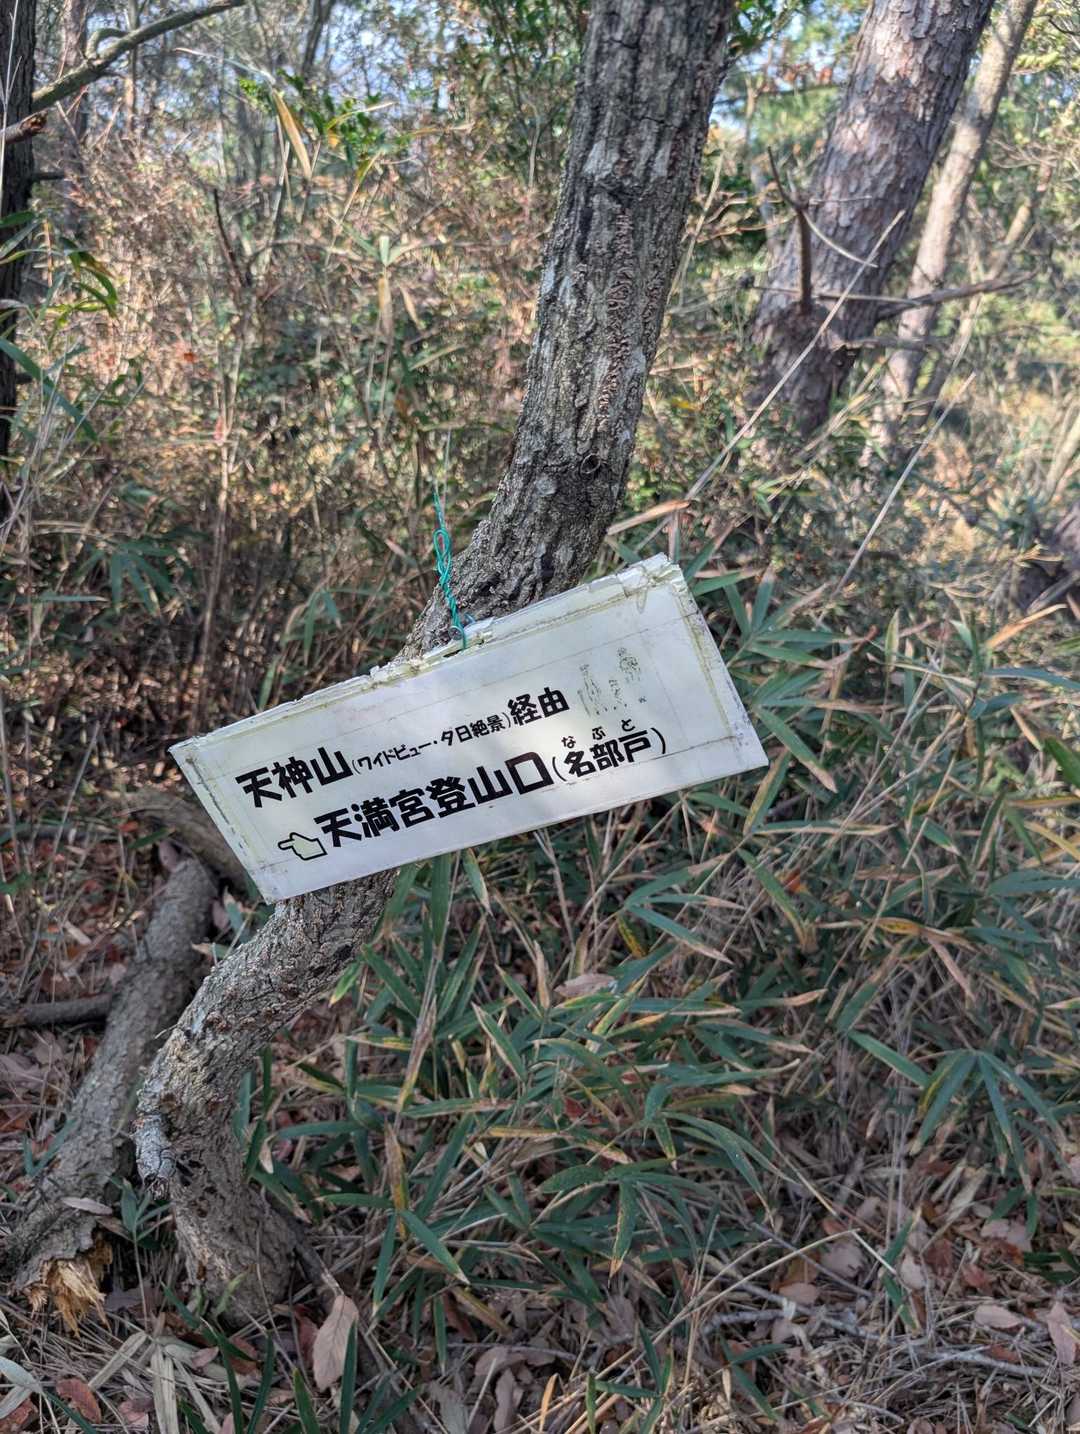 天神山(ワイドビュー・夕日絶景)経由
天満宮登山口(名部戸)
なぶと